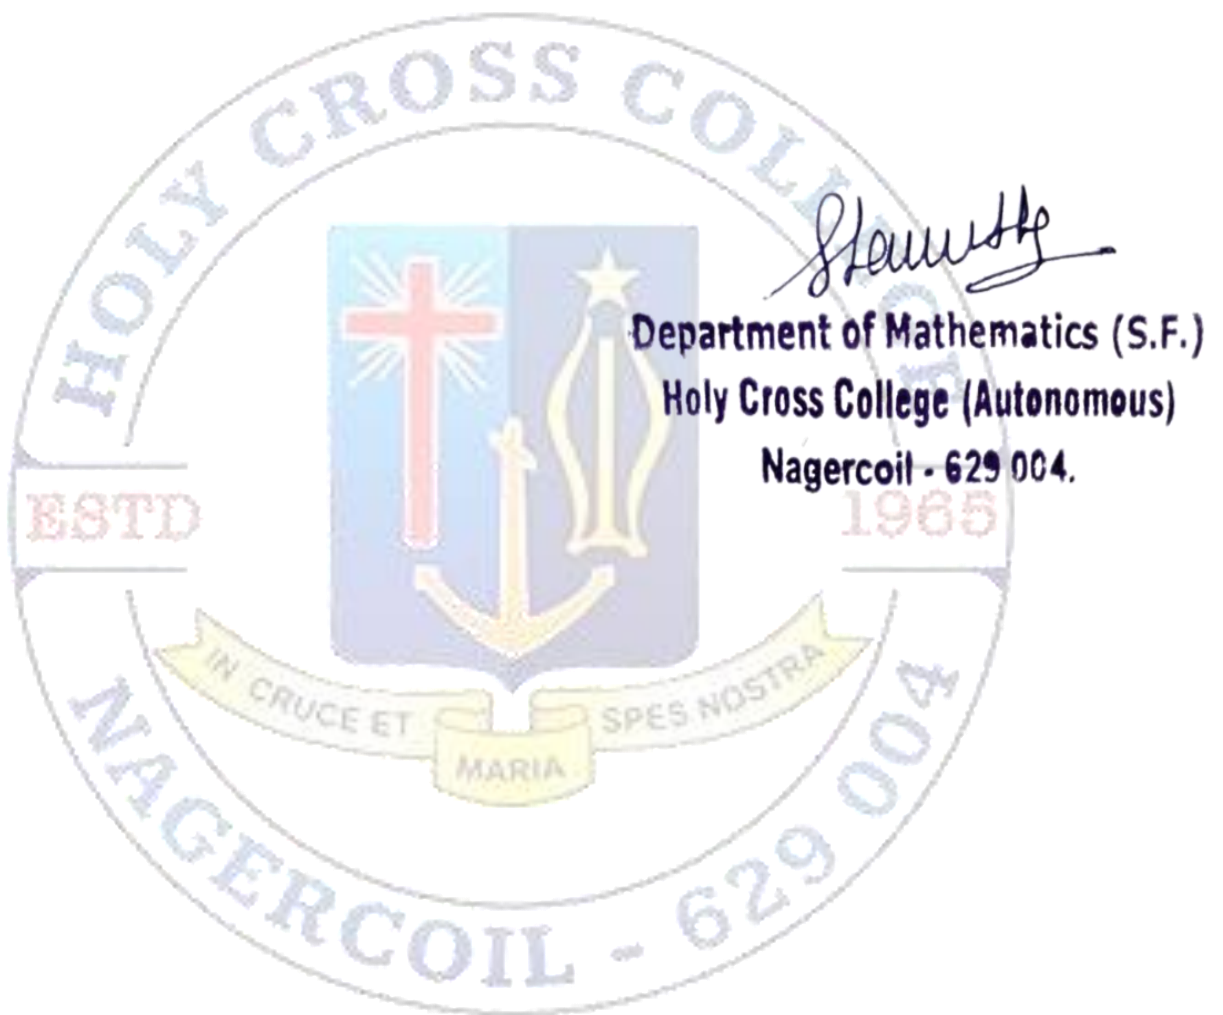 HOLY CROSS COLLEGE
Department of Mathematics (S.F.)
Holy Cross College (Autonomous)
Nagercoil - 629 004.
ESTD 1965
IN CRUCE ET MARIA SPES NOSTRA
NAGERCOIL - 629 004